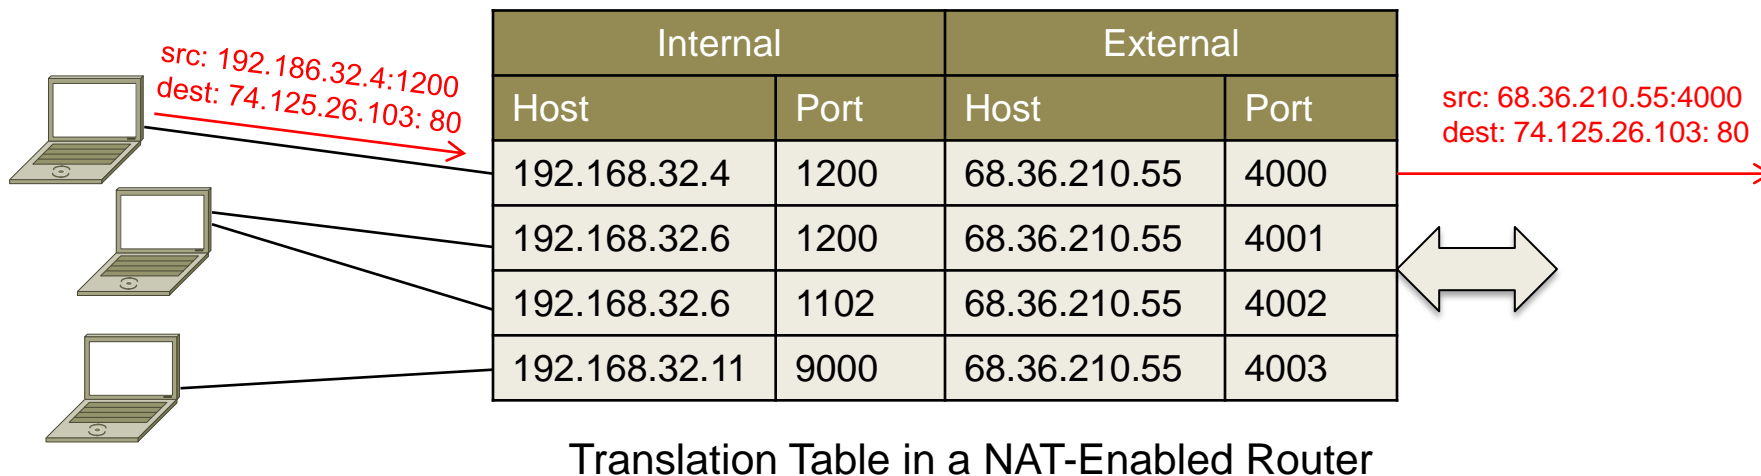 src: 192.186.32.4:1200
dest: 74.125.26.103: 80
Internal External
Host Port Host Port
192.168.32.4 1200 68.36.210.55 4000
192.168.32.6 1200 68.36.210.55 4001
192.168.32.6 1102 68.36.210.55 4002
192.168.32.11 9000 68.36.210.55 4003
src: 68.36.210.55:4000
dest: 74.125.26.103: 80
Translation Table in a NAT-Enabled Router